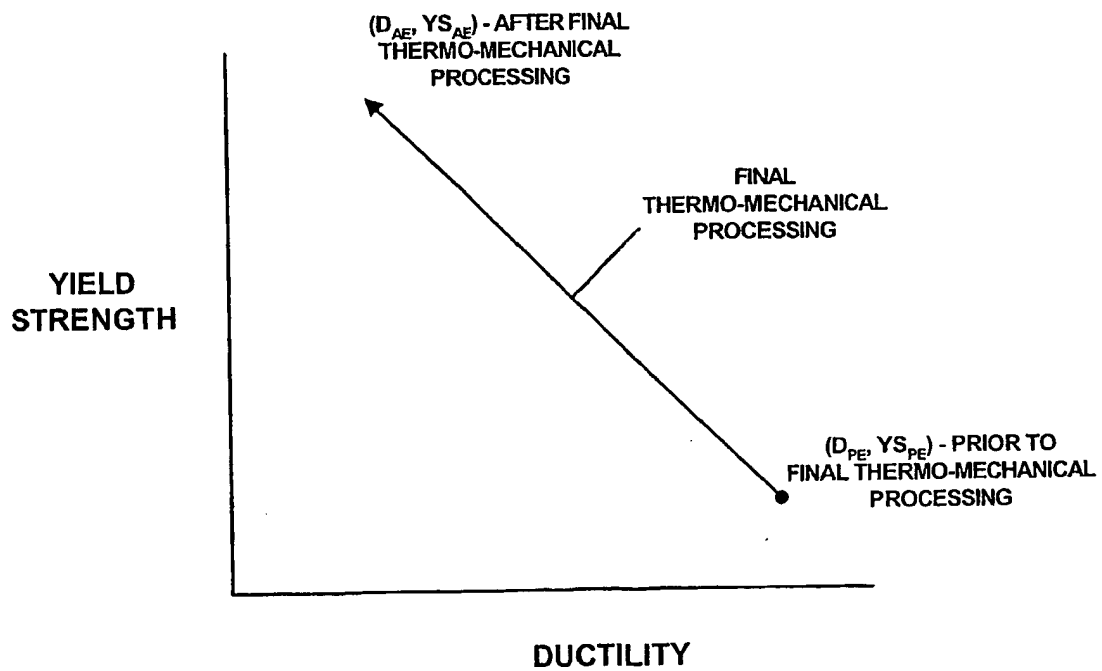 (D_AE, YS_AE) - AFTER FINAL
THERMO-MECHANICAL
PROCESSING
FINAL
THERMO-MECHANICAL
PROCESSING
YIELD
STRENGTH
(D_PE, YS_PE) - PRIOR TO
FINAL THERMO-MECHANICAL
PROCESSING
DUCTILITY